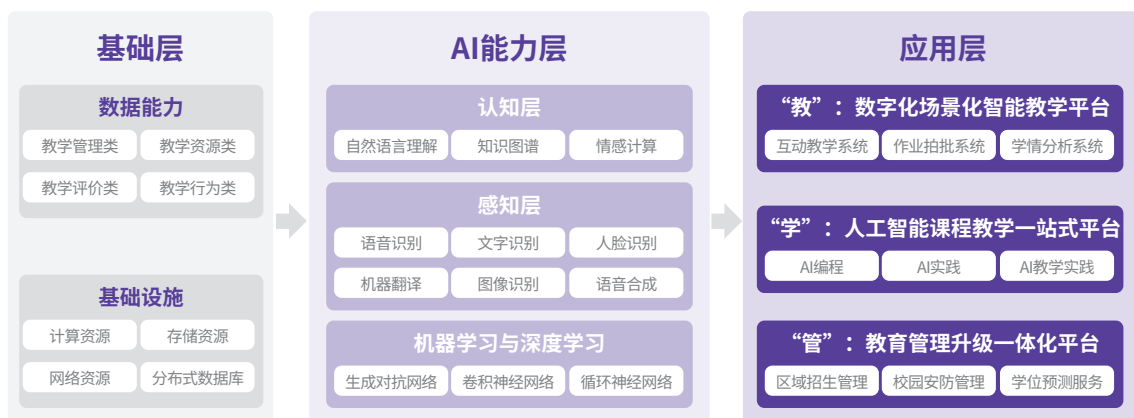 基础层
数据能力
教学管理类 教学资源类
教学评价类 教学行为类
基础设施
计算资源 存储资源
网络资源 分布式数据库
AI能力层
认知层
自然语言理解 知识图谱 情感计算
感知层
语音识别 文字识别 人脸识别
机器翻译 图像识别 语音合成
机器学习与深度学习
生成对抗网络 卷积神经网络 循环神经网络
应用层
“教”：数字化场景化智能教学平台
互动教学系统 作业拍批系统 学情分析系统
“学”：人工智能课程教学一站式平台
AI编程 AI实践 AI教学实践
“管”：教育管理升级一体化平台
区域招生管理 校园安防管理 学位预测服务